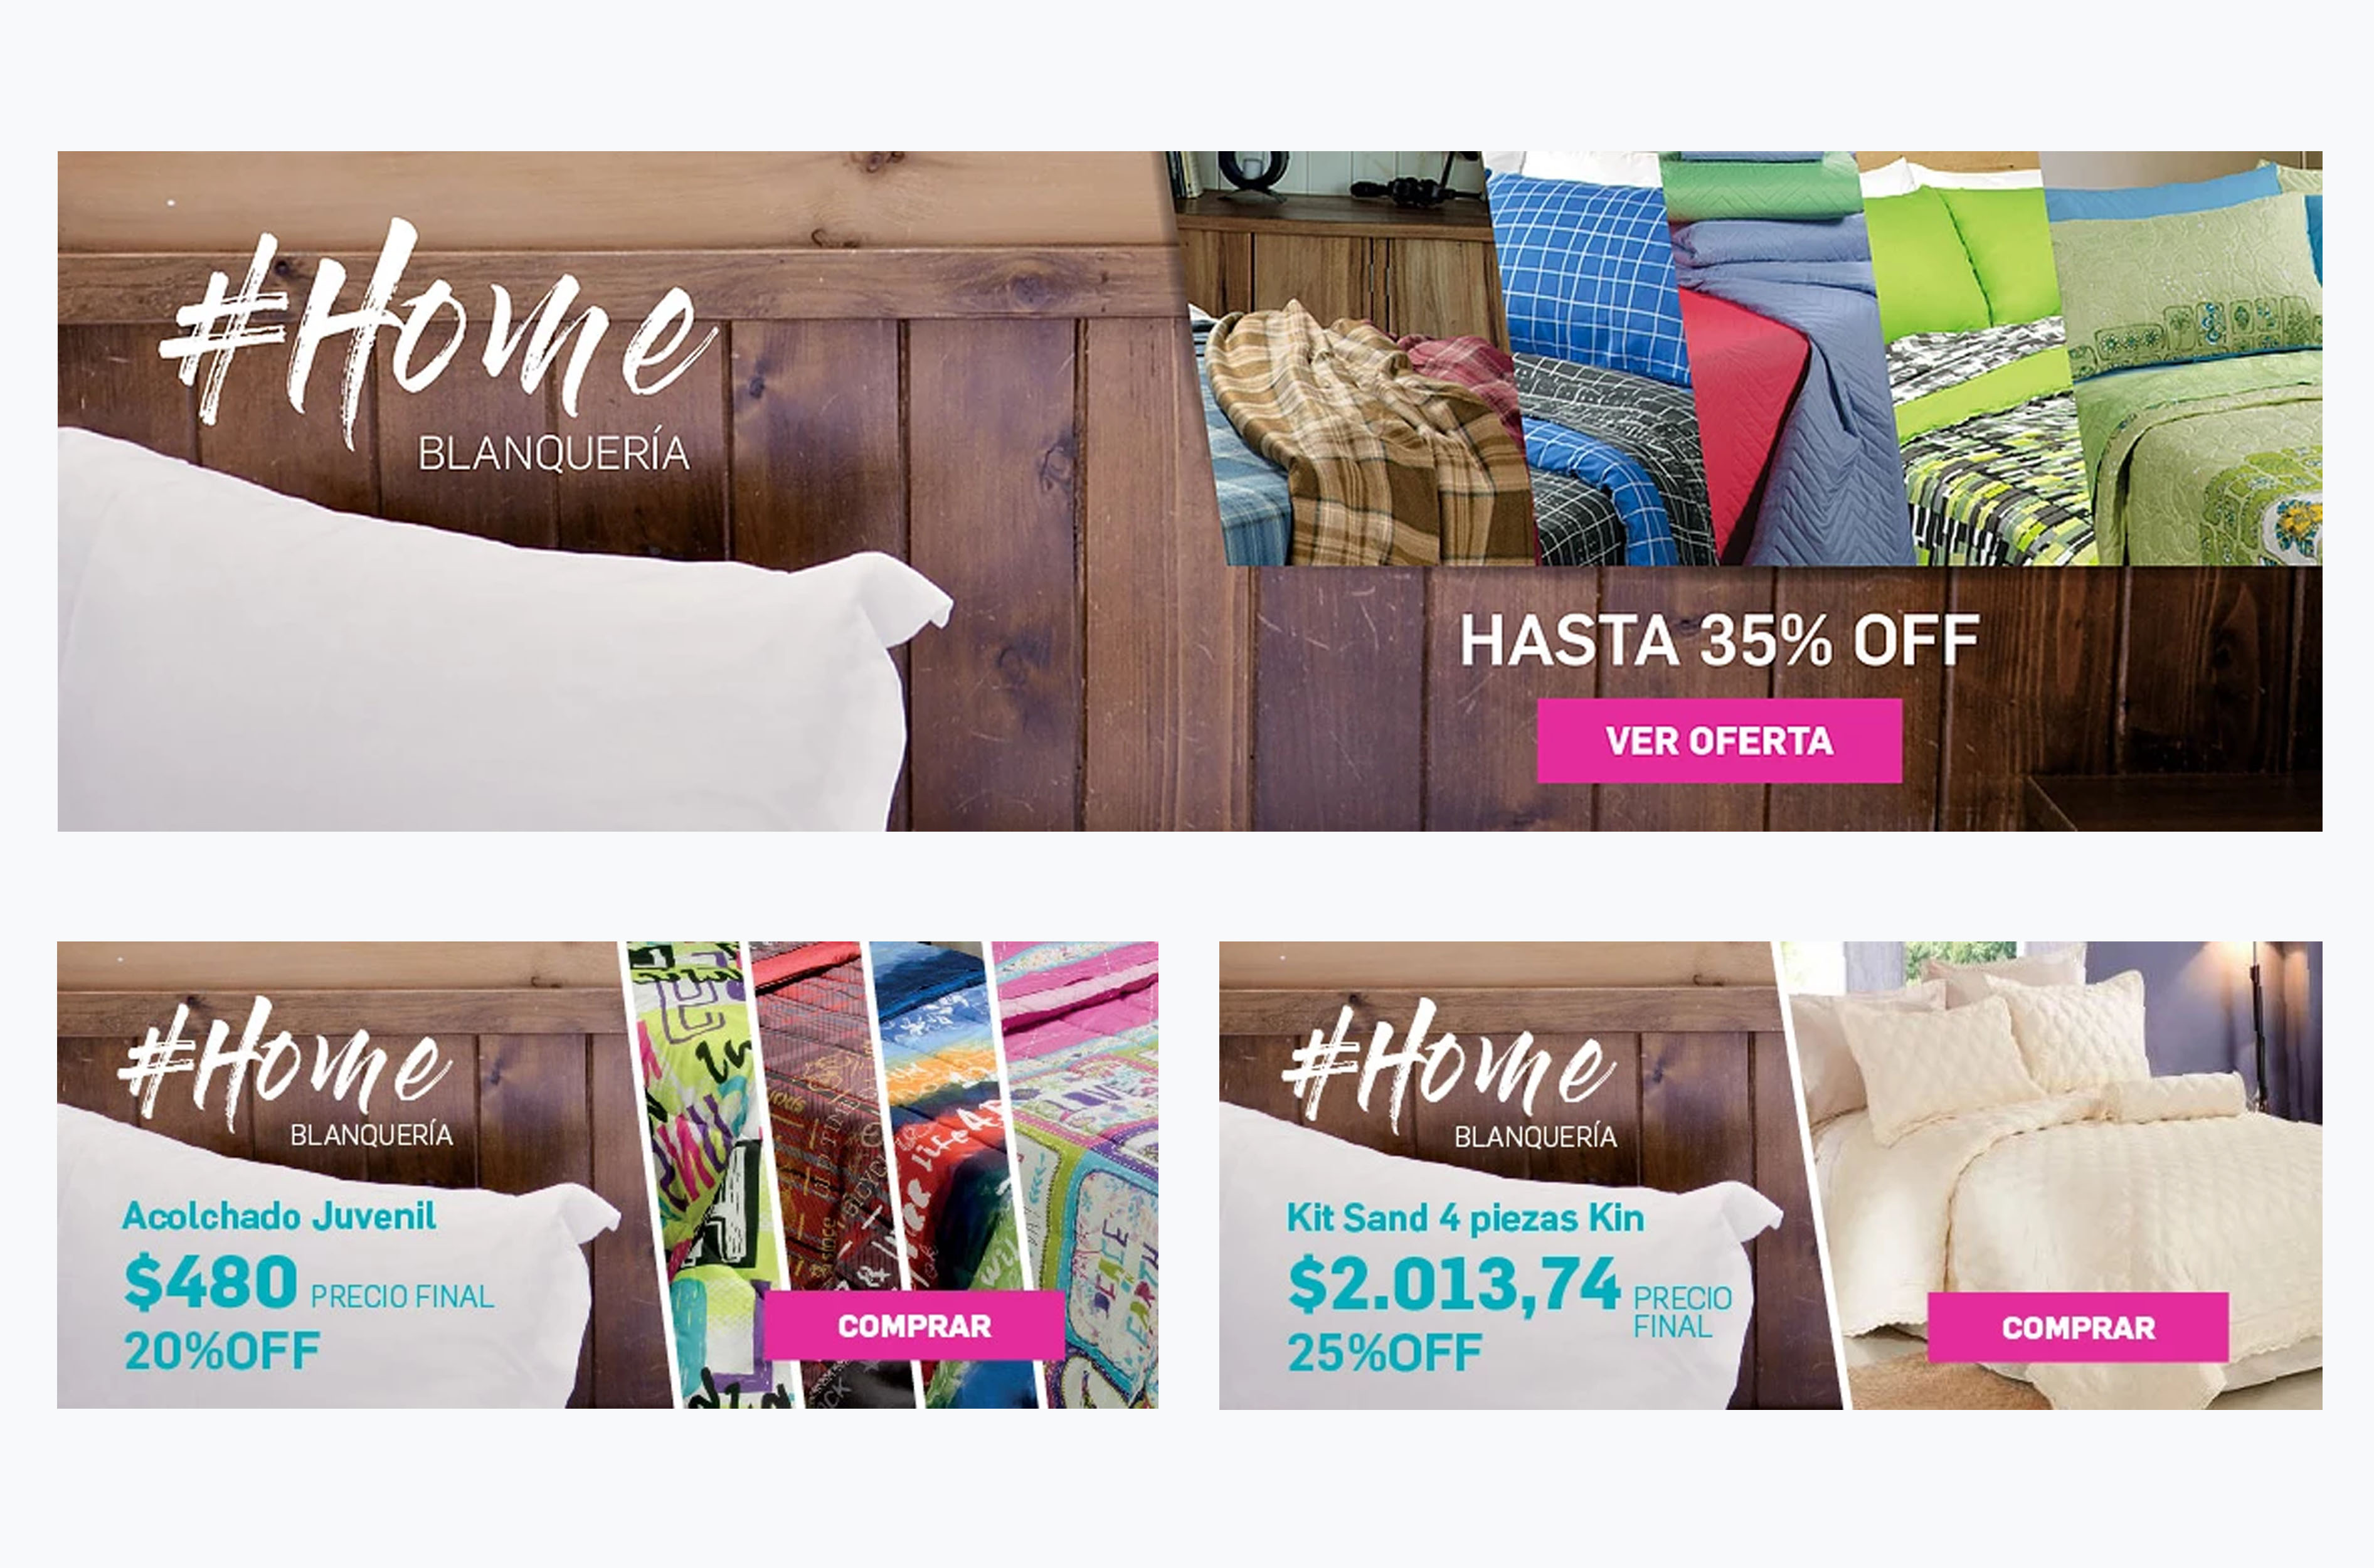 #Home
BLANQUERÍA
HASTA 35% OFF
VER OFERTA
#Home
BLANQUERÍA
Acolchado Juvenil
$480 PRECIO FINAL
20%OFF
COMPRAR
#Home
BLANQUERÍA
Kit Sand 4 piezas Kin
$2.013,74 PRECIO
FINAL
25%OFF
COMPRAR